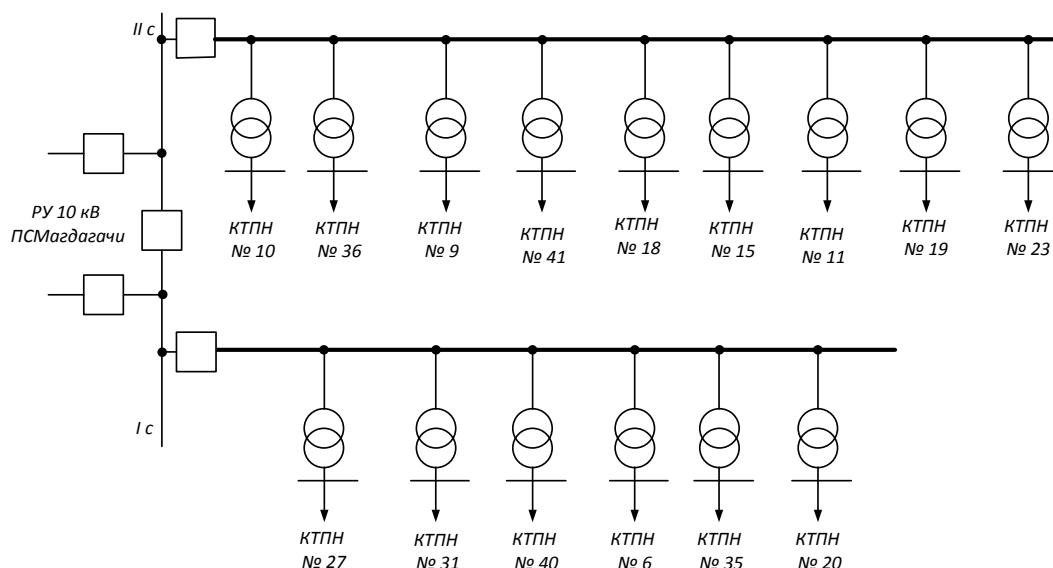 II с
РУ 10 кВ
ПСМагдагачи
КТПН
№ 10
КТПН
№ 36
КТПН
№ 9
КТПН
№ 41
КТПН
№ 18
КТПН
№ 15
КТПН
№ 11
КТПН
№ 19
КТПН
№ 23
I с
КТПН
№ 27
КТПН
№ 31
КТПН
№ 40
КТПН
№ 6
КТПН
№ 35
КТПН
№ 20